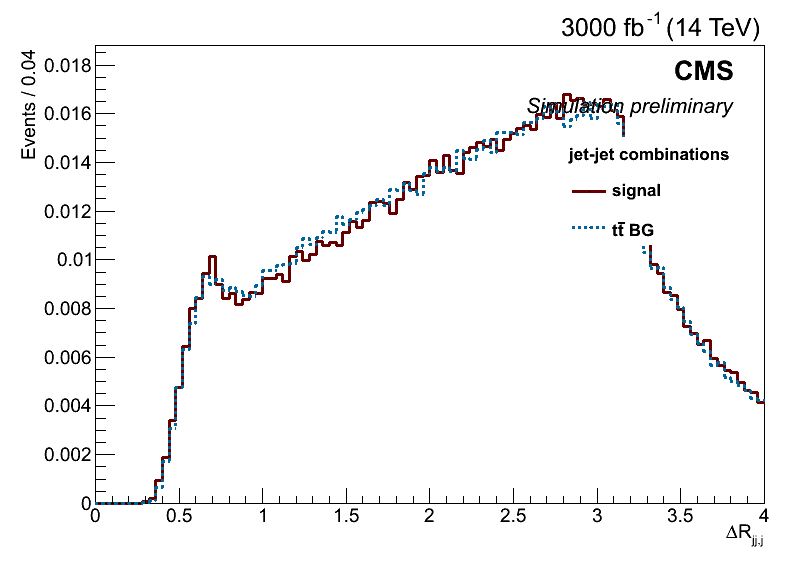 3000 fb-1 (14 TeV)
CMS
Simulation preliminary
jet-jet combinations
signal
tt̅ BG
Events / 0.04
0.018
0.016
0.014
0.012
0.01
0.008
0.006
0.004
0.002
0
0 0.5 1 1.5 2 2.5 3 3.5 4
ΔRjj,j